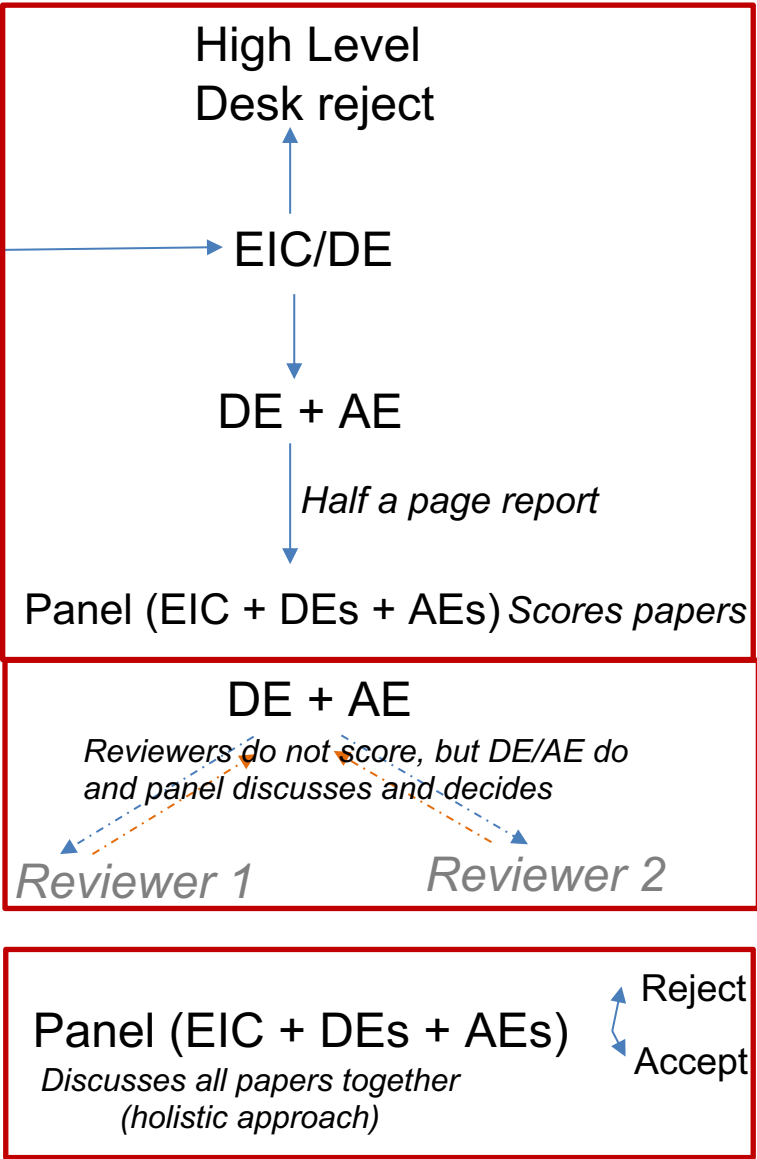 High Level
Desk reject
EIC/DE
DE + AE
Half a page report
Panel (EIC + DEs + AEs) Scores papers
DE + AE
Reviewers do not score, but DE/AE do
and panel discusses and decides
Reviewer 1
Reviewer 2
Panel (EIC + DEs + AEs)
Discusses all papers together
(holistic approach)
Reject
Accept